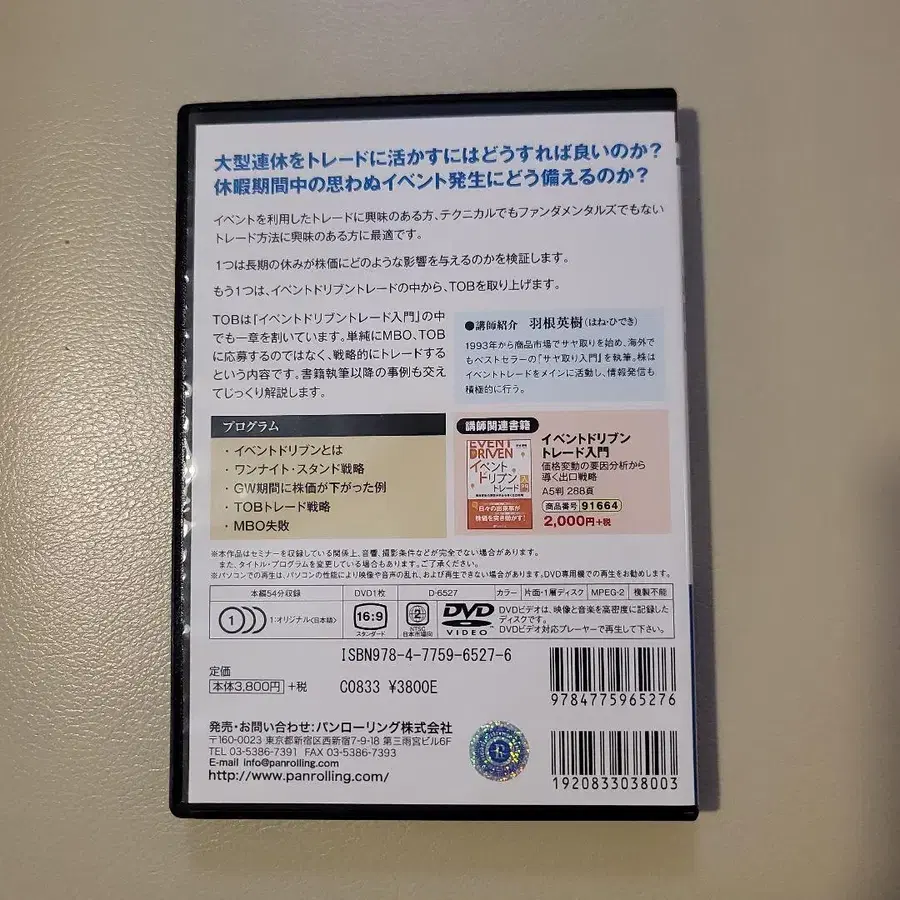 大型連休をトレードに活かすにはどうすれば良いのか?
休暇期間中の思わぬイベント発生にどう備えるのか?
イベントを利用したトレードに興味のある方、テクニカルでもファンダメンタルズでもない
トレード方法に興味のある方に最適です。
1つは長期の休みが株価にどのような影響を与えるのかを検証します。
もう1つは、イベントドリブントレードの中から、TOBを取り上げます。
TOBは「イベントドリブントレード入門」の中
でも一章を割いています。単純にMBO、TOB
に応募するのではなく、戦略的にトレードする
という内容です。書籍執筆以降の事例も交え
てじっくり解説します。
●講師紹介 羽根英樹(はね・ひでき)
1993年から商品市場でサヤ取りを始め、海外で
もベストセラーの「サヤ取り入門」を執筆。株は
イベントトレードをメインに活動し、情報発信も
積極的に行う。
プログラム
・イベントドリブンとは
・ワンナイト・スタンド戦略
・GW期間に株価が下がった例
・TOBトレード戦略
・MBO失敗
講師関連書籍
EVENT
DRIVEN
イベント
ドリブン
トレード
入門
日々の出来事が
株価を突き動かす!
イベントドリブン
トレード入門
価格変動の要因分析から
導く出口戦略
A5判 288頁
商品番号 91664
2,000円+税
※本作品はセミナーを収録している関係上、音響、撮影条件などが完全でない場合があります。
また、タイトル・プログラムを変更している場合もあります。ご了承ください。
※パソコンでの再生は、パソコンの性能により映像や音声の乱れ、および再生できない場合があります。DVD専用機での再生をお勧めします。
本編54分収録 DVD1枚 D-6527 カラー 片面・1層ディスク MPEG-2 複製不能
1 1:オリジナル<日本語> 16:9 スタンダード 2 NTSC 日本市場向 DVD VIDEO
DVDビデオは、映像と音楽を高密度に記録した
ディスクです。
DVDビデオ対応プレーヤーで再生して下さい。
ISBN978-4-7759-6527-6
定価
本体3,800円 +税
C0833 ¥3800E
9784775965276
発売・お問い合わせ:パンローリング株式会社
〒160-0023 東京都新宿区西新宿7-9-18 第三雨宮ビル6F
TEL 03-5386-7391 FAX 03-5386-7393
E-mail info@panrolling.com
http://www.panrolling.com/
1920833038003